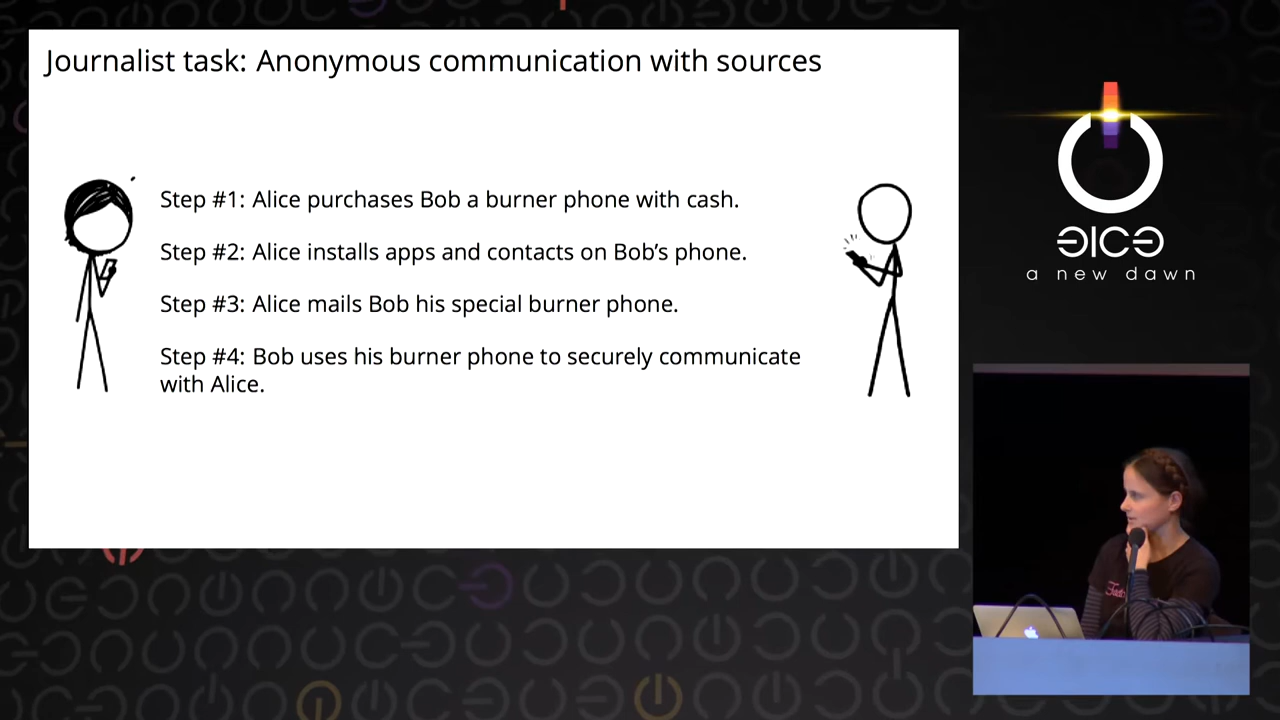 Journalist task: Anonymous communication with sources
Step #1: Alice purchases Bob a burner phone with cash.
Step #2: Alice installs apps and contacts on Bob’s phone.
Step #3: Alice mails Bob his special burner phone.
Step #4: Bob uses his burner phone to securely communicate
with Alice.
31C3
a new dawn